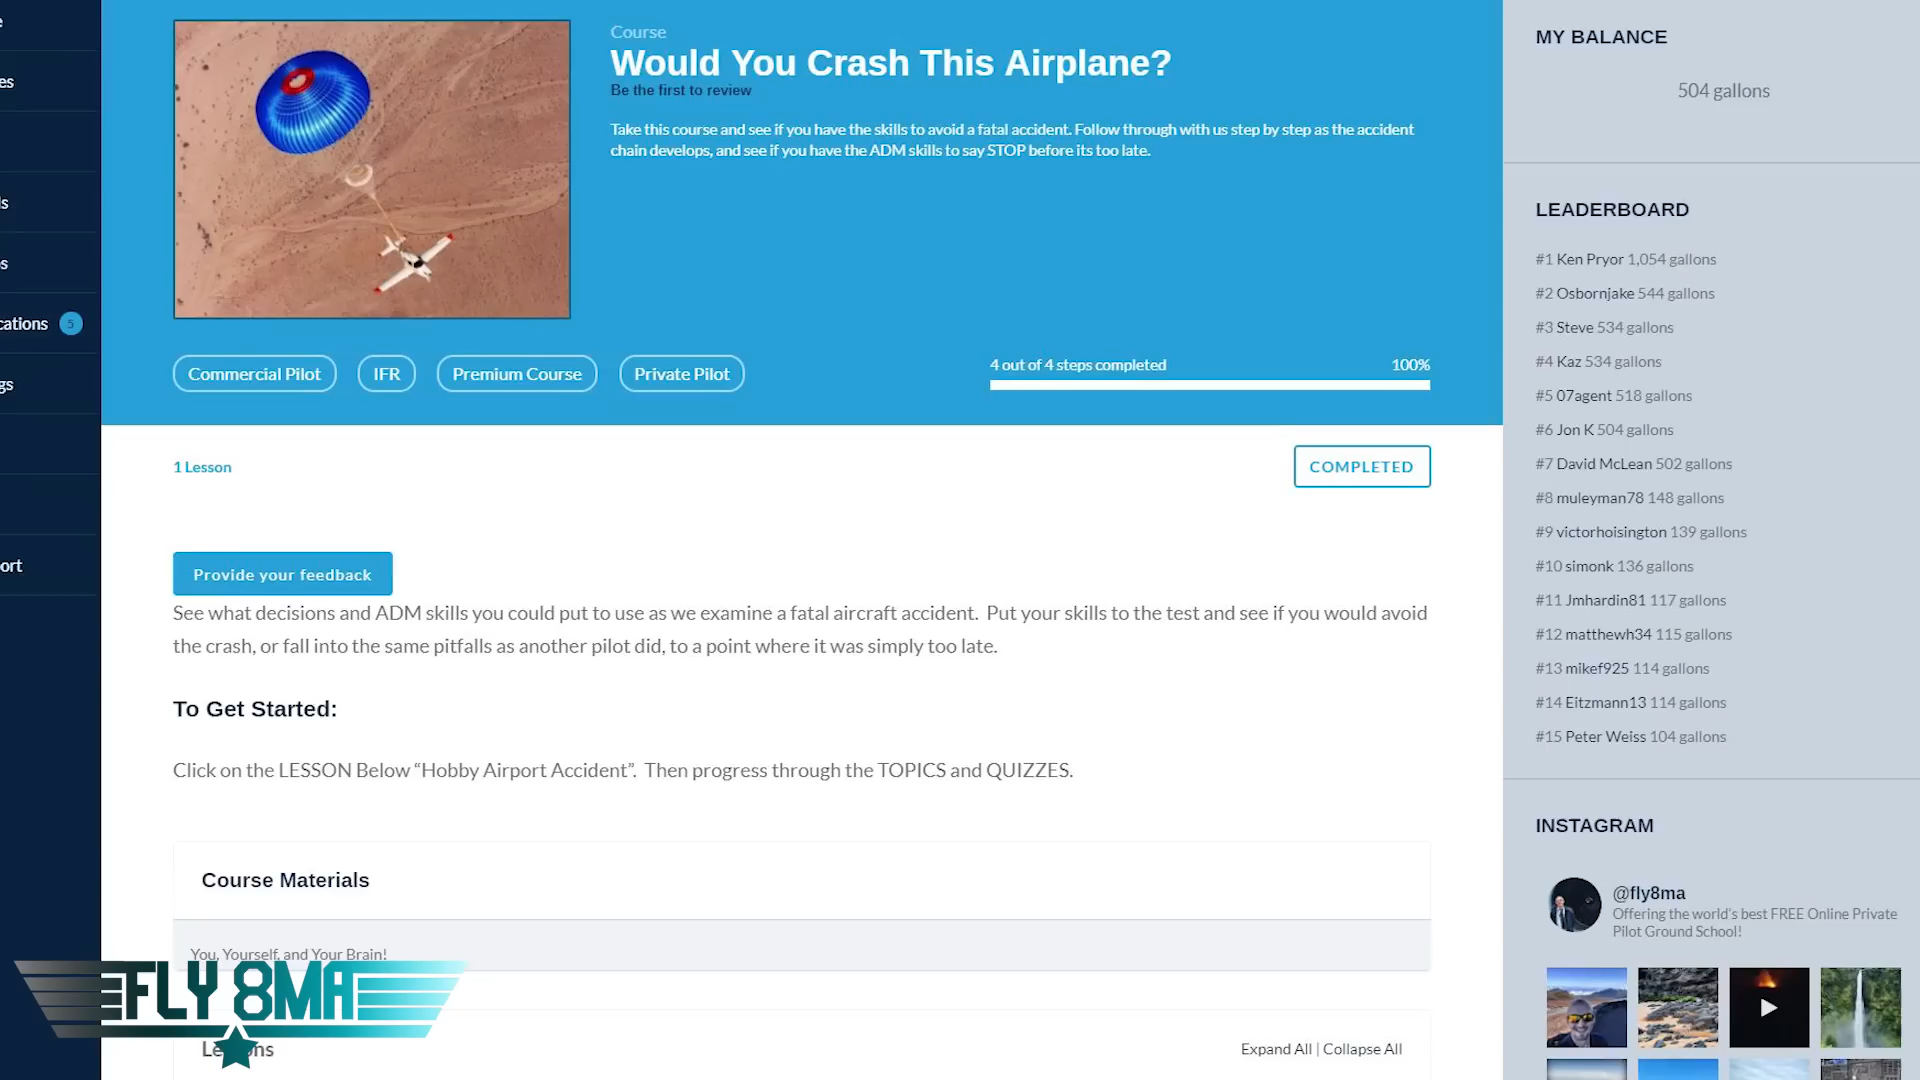 Course
Would You Crash This Airplane?
Be the first to review
Take this course and see if you have the skills to avoid a fatal accident. Follow through with us step by step as the accident
chain develops, and see if you have the ADM skills to say STOP before its too late.
Commercial Pilot
IFR
Premium Course
Private Pilot
4 out of 4 steps completed
100%
cations 5
ort
1 Lesson
COMPLETED
Provide your feedback
See what decisions and ADM skills you could put to use as we examine a fatal aircraft accident. Put your skills to the test and see if you would avoid
the crash, or fall into the same pitfalls as another pilot did, to a point where it was simply too late.
To Get Started:
Click on the LESSON Below “Hobby Airport Accident”. Then progress through the TOPICS and QUIZZES.
Course Materials
You, Yourself, and Your Brain!
FLY 8MA
Expand All | Collapse All
MY BALANCE
504 gallons
LEADERBOARD
#1 Ken Pryor 1,054 gallons
#2 Osbornjake 544 gallons
#3 Steve 534 gallons
#4 Kaz 534 gallons
#5 07agent 518 gallons
#6 Jon K 504 gallons
#7 David McLean 502 gallons
#8 muleyman78 148 gallons
#9 victorhoisington 139 gallons
#10 simonk 136 gallons
#11 Jmhardin81 117 gallons
#12 matthewh34 115 gallons
#13 mikef925 114 gallons
#14 Eitzmann13 114 gallons
#15 Peter Weiss 104 gallons
INSTAGRAM
@fly8ma
Offering the world's best FREE Online Private
Pilot Ground School!